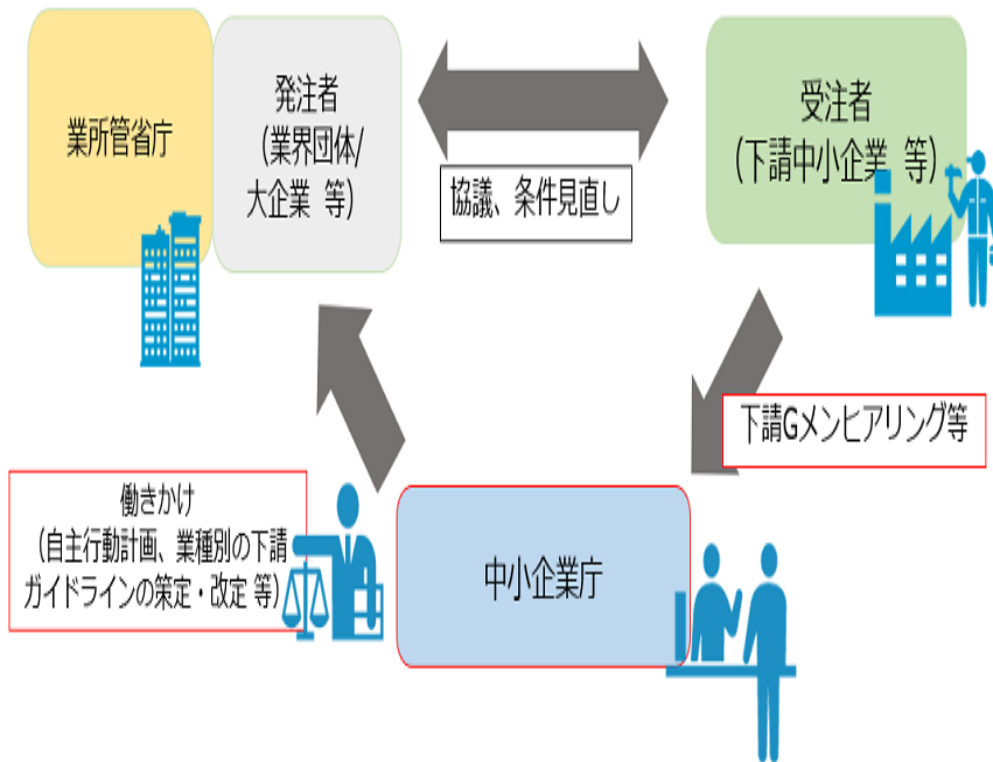 業所管省庁
発注者
（業界団体/
大企業 等）
協議、条件見直し
受注者
（下請中小企業 等）
下請Gメンヒアリング等
働きかけ
（自主行動計画、業種別の下請
ガイドラインの策定・改定 等）
中小企業庁